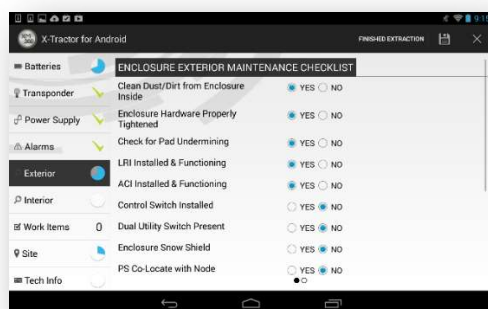 9:15
X-Tractor for Android
FINISHED EXTRACTION
Batteries
Transponder
Power Supply
Alarms
Exterior
Interior
Work Items 0
Site
Tech Info
ENCLOSURE EXTERIOR MAINTENANCE CHECKLIST
Clean Dust/Dirt from Enclosure
Inside
YES NO
Enclosure Hardware Properly
Tightened
YES NO
Check for Pad Undermining
YES NO
LRI Installed & Functioning
YES NO
ACI Installed & Functioning
YES NO
Control Switch Installed
YES NO
Dual Utility Switch Present
YES NO
Enclosure Snow Shield
YES NO
PS Co-Locate with Node
YES NO